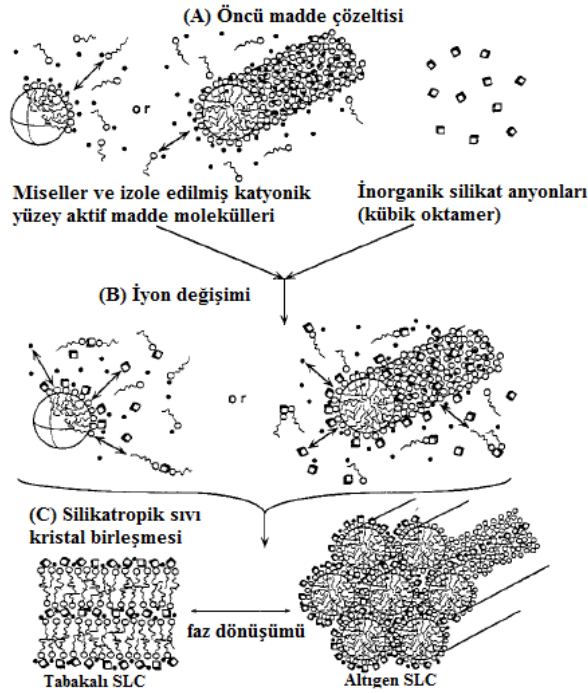 (A) Öncü madde çözeltisi
or
Miseller ve izole edilmiş katyonik
yüzey aktif madde molekülleri
İnorganik silikat anyonları
(kübik oktamer)
(B) İyon değişimi
or
(C) Silikatropik sıvı
kristal birleşmesi
faz dönüşümü
Tabakalı SLC
Altıgen SLC